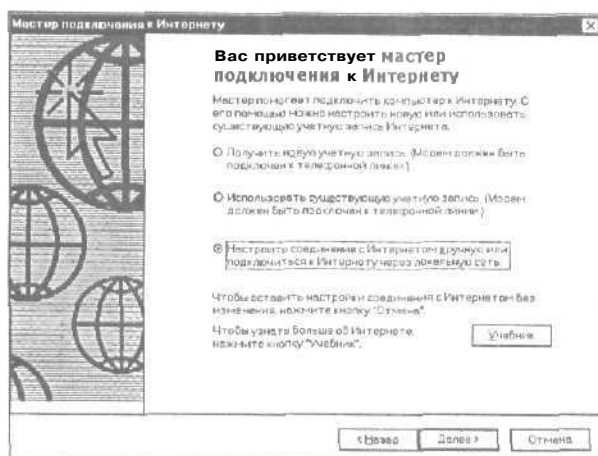 Мастер подключения к Интернету
Вас приветствует мастер
подключения к Интернету
Мастер помогает подключить компьютер к Интернету. С
его помощью можно настроить новую или использовать
существующую учетную запись Интернета.
Получить новую учетную запись. (Модем должен быть
подключен к телефонной линии.)
Использовать существующую учетную запись. (Модем
должен быть подключен к телефонной линии.)
Настроить соединение с Интернетом вручную или
подключиться к Интернету через локальную сеть.
Чтобы оставить настройки соединения с Интернетом без
изменения, нажмите кнопку "Отмена".
Чтобы узнать больше об Интернете,
нажмите кнопку "Учебник".
Учебник
< Назад
Далее >
Отмена